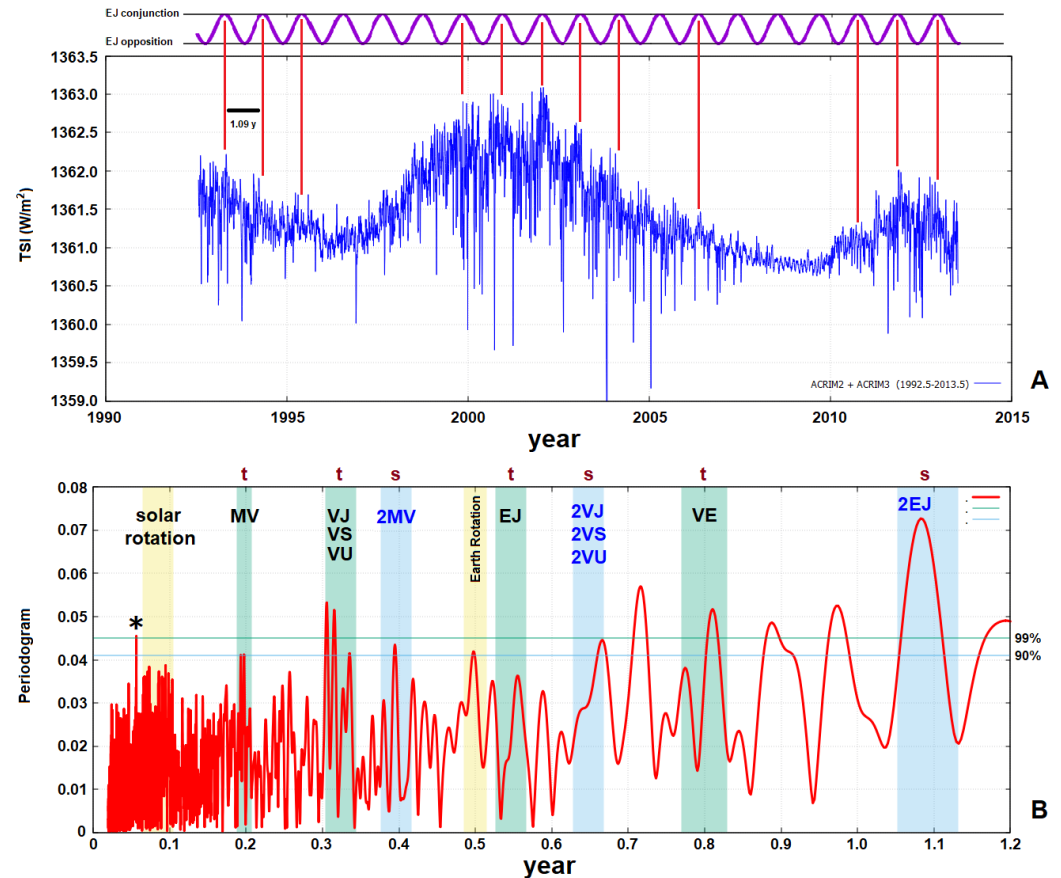 EJ conjunction
EJ opposition
1363.5
1363.0
1362.5
1362.0
1361.5
1361.0
1360.5
1360.0
1359.5
1359.0
TSI (W/m²)
1.09 y
ACRIM2 + ACRIM3 (1992.5-2013.5)
A
1990 1995 2000 2005 2010 2015
year
t t s t s t s
0.08
0.07
0.06
0.05
0.04
0.03
0.02
0.01
0
Periodogram
solar
rotation
*
MV
VJ
VS
VU
2MV
Earth Rotation
EJ
2VJ
2VS
2VU
VE
2EJ
99%
90%
B
0 0.1 0.2 0.3 0.4 0.5 0.6 0.7 0.8 0.9 1.0 1.1 1.2
year